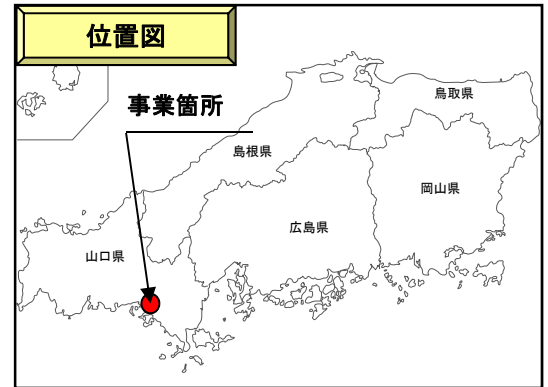 位置図
事業箇所
鳥取県
島根県
岡山県
広島県
山口県